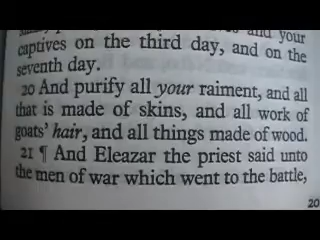 and your
captives on the third day, and on the
seventh day.
20 And purify all your raiment, and all
that is made of skins, and all work of
goats' hair, and all things made of wood.
21 ¶ And Eleazar the priest said unto
the men of war which went to the battle,
20